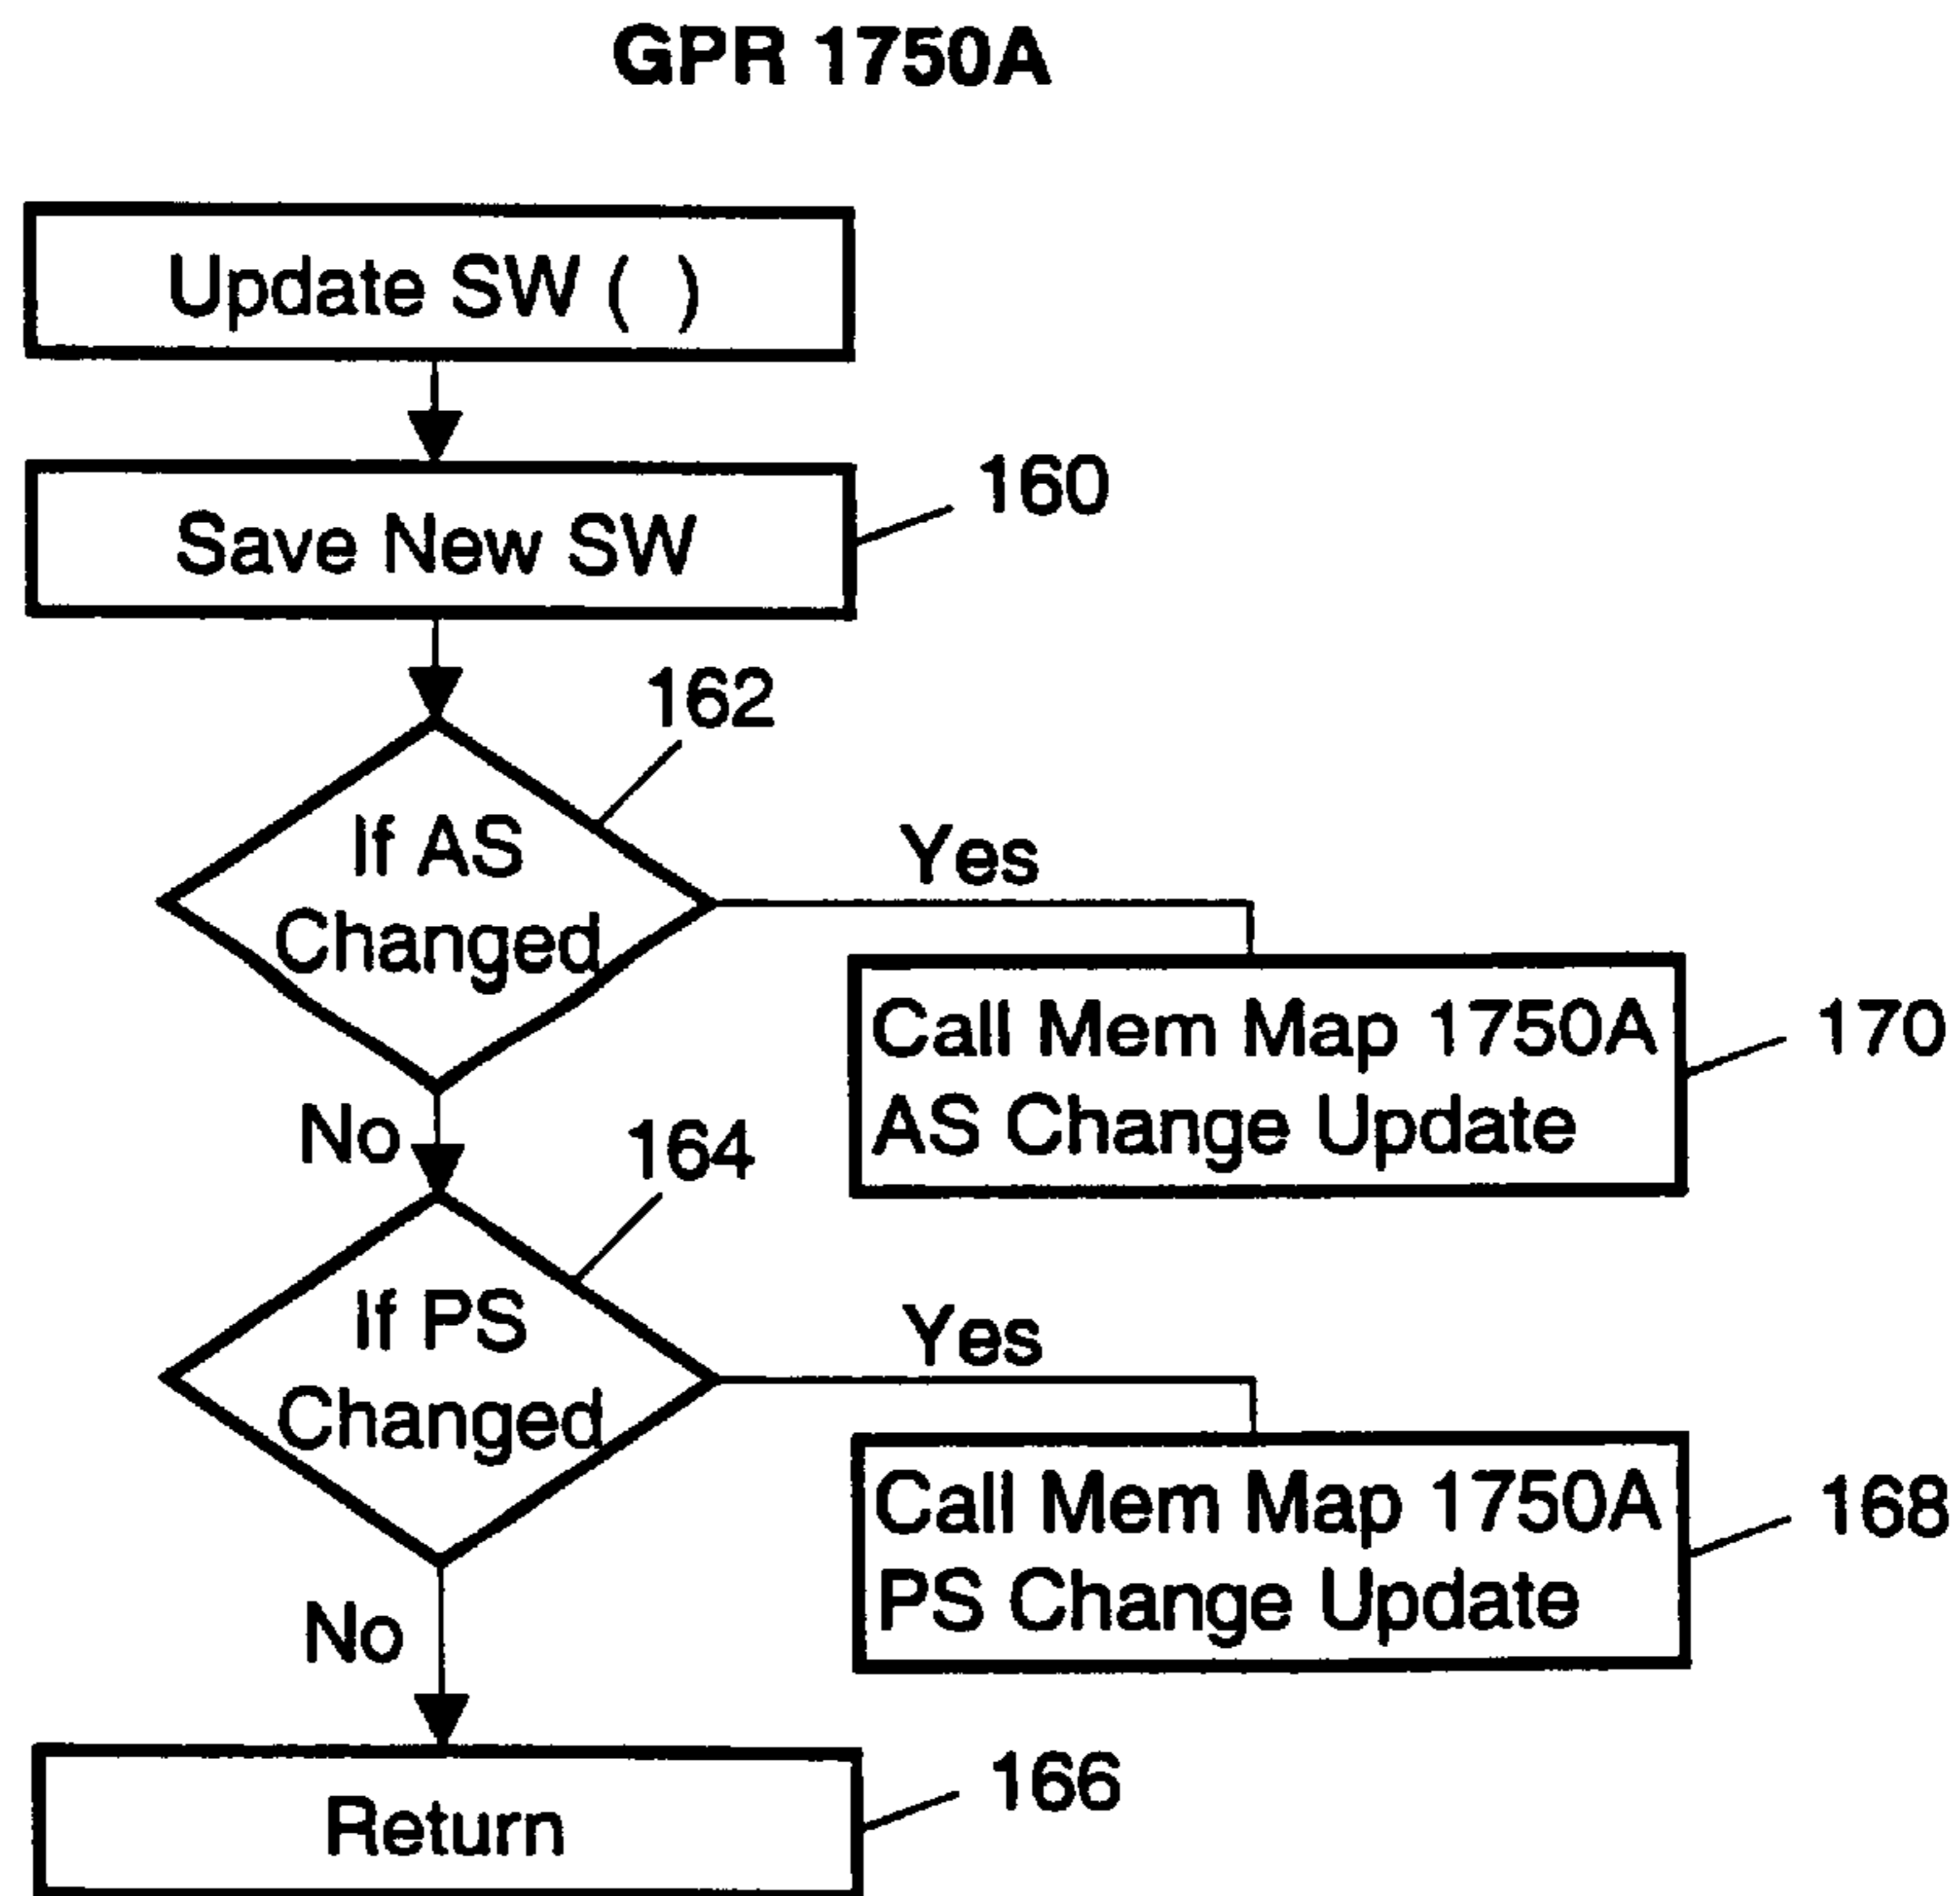 GPR 1750A
Update SW ( )
Save New SW
160
162
If AS
Changed
Yes
Call Mem Map 1750A
AS Change Update
170
No
164
If PS
Changed
Yes
Call Mem Map 1750A
PS Change Update
168
No
Return
166